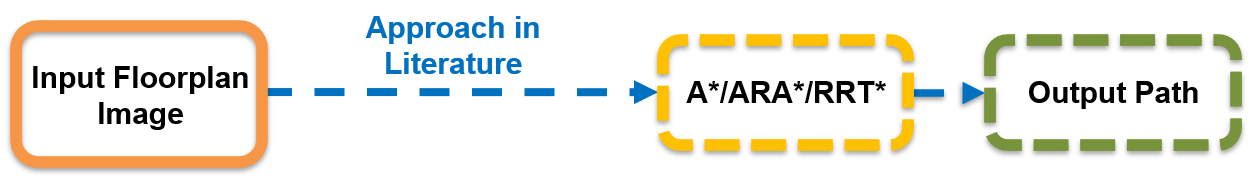 Input Floorplan
Image
Approach in
Literature
A*/ARA*/RRT*
Output Path